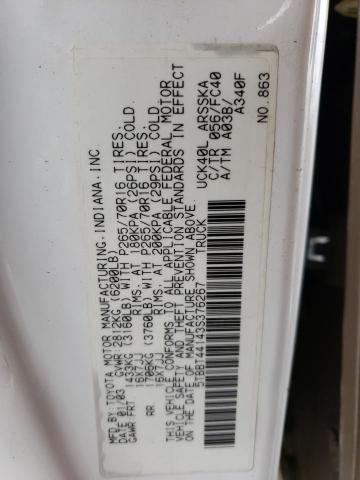 MFD.BY:TOYOTA MOTOR MANUFACTURING,INDIANA,INC.
DATE: 01/03 GVWR: 2812KG (6200LB)
GAWR FRT 1434KG (3160LB) WITH P265/70R16 TIRES,
16X7JJ RIMS, AT 180KPA (26PSI) COLD.
RR 1706KG (3760LB) WITH P265/70R16 TIRES,
16X7JJ RIMS, AT 200KPA (29PSI) COLD.
THIS VEHICLE CONFORMS TO ALL APPLICABLE FEDERAL MOTOR
VEHICLE SAFETY AND THEFT PREVENTION STANDARDS IN EFFECT
ON THE DATE OF MANUFACTURE SHOWN ABOVE.
5TBBT44143S376267 TRUCK
UCK40L ARSSKA
C/TR 056/FC40
A/TM A03B/
A340F
NO.863